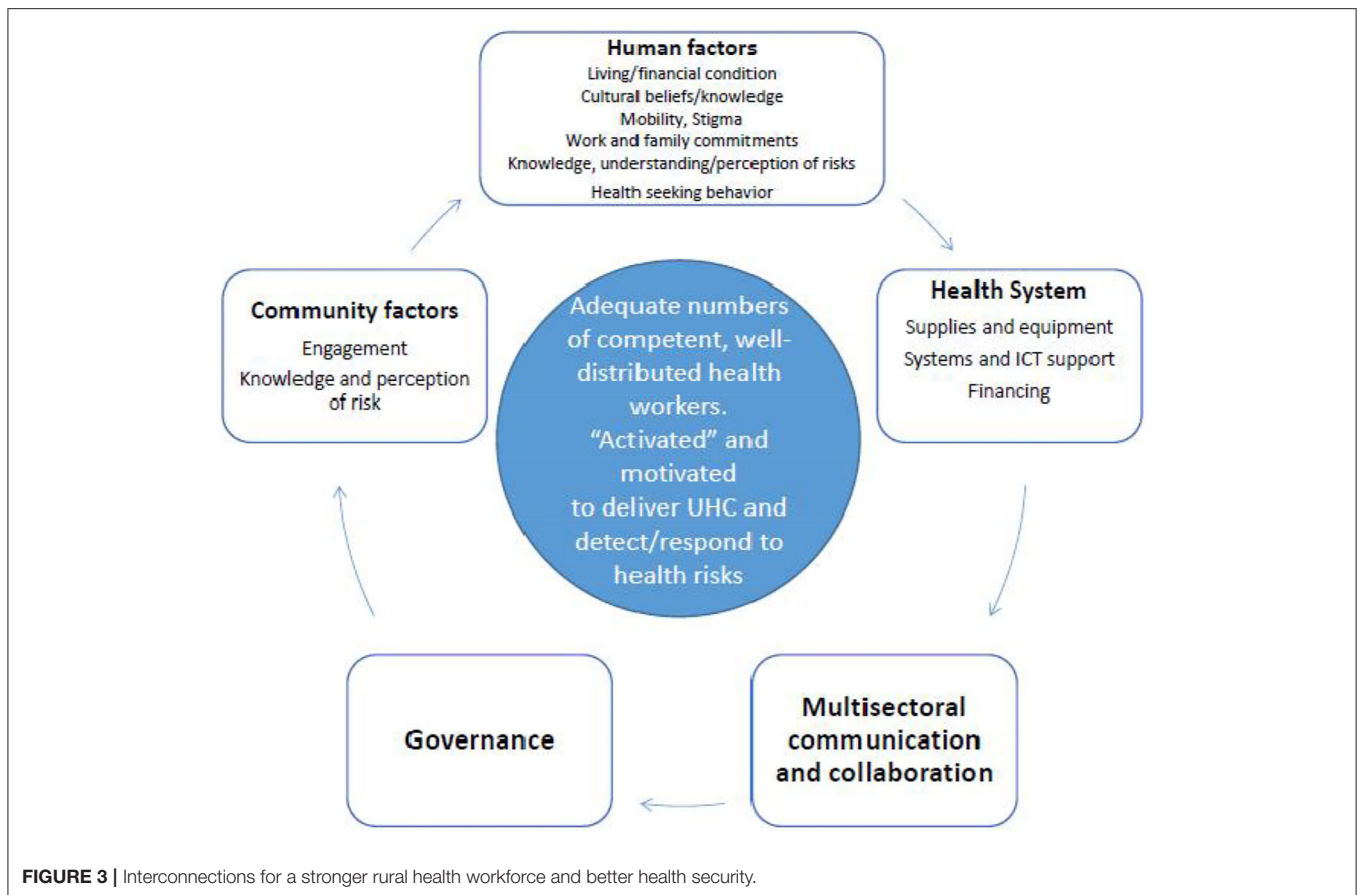 Human factors
Living/financial condition
Cultural beliefs/knowledge
Mobility, Stigma
Work and family commitments
Knowledge, understanding/perception of risks
Health seeking behavior
Health System
Supplies and equipment
Systems and ICT support
Financing
Multisectoral
communication
and collaboration
Governance
Community factors
Engagement
Knowledge and perception
of risk
Adequate numbers
of competent, well-
distributed health
workers.
“Activated” and
motivated
to deliver UHC and
detect/respond to
health risks
FIGURE 3 | Interconnections for a stronger rural health workforce and better health security.